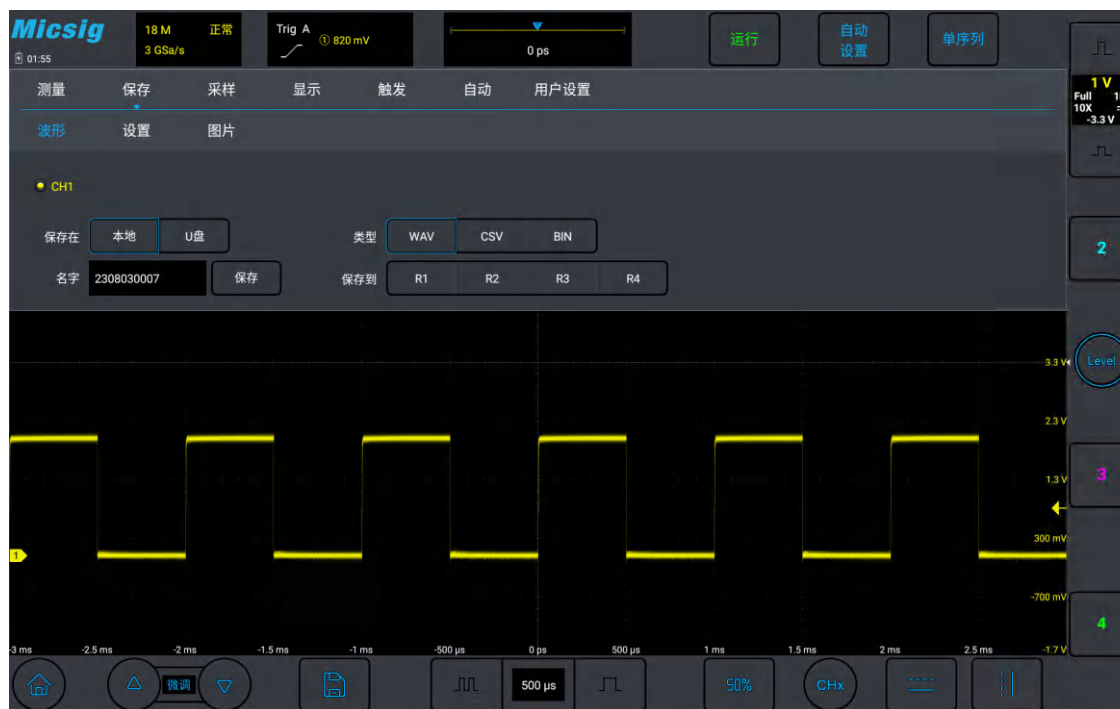 Micsig
01:55
18 M 正常
3 GSa/s
Trig A
① 820 mV
0 ps
运行
自动
设置
单序列
测量 保存 采样 显示 触发 自动 用户设置
波形 设置 图片
1 V
Full 1
10X
-3.3 V
CH1
保存在 本地 U盘 类型 WAV CSV BIN
名字 2308030007 保存 保存到 R1 R2 R3 R4
2
3.3 V
Level
2.3 V
1.3 V
3
1
300 mV
-700 mV
4
-3 ms -2.5 ms -2 ms -1.5 ms -1 ms -500 μs 0 ps 500 μs 1 ms 1.5 ms 2 ms 2.5 ms -1.7 V
微调 500 μs 50% CHx